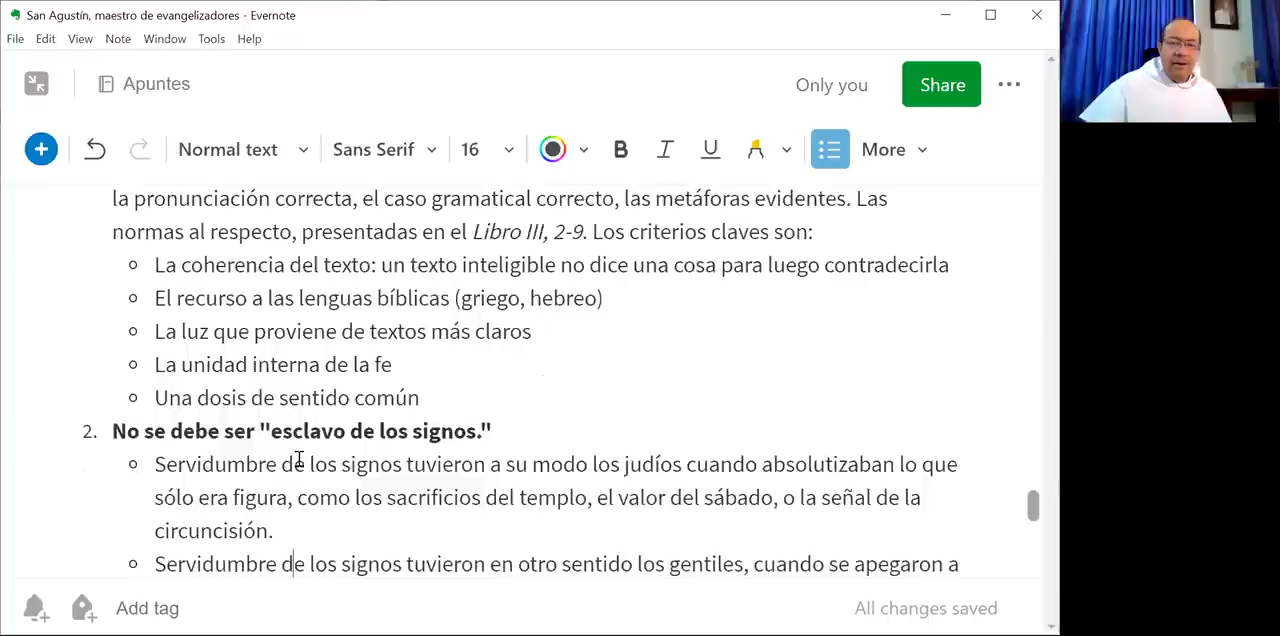 San Agustín, maestro de evangelizadores - Evernote
File Edit View Note Window Tools Help
Apuntes
Only you
Share
Normal text
Sans Serif
16
B I U
More
la pronunciación correcta, el caso gramatical correcto, las metáforas evidentes. Las
normas al respecto, presentadas en el Libro III, 2-9. Los criterios claves son:
La coherencia del texto: un texto inteligible no dice una cosa para luego contradecirla
El recurso a las lenguas bíblicas (griego, hebreo)
La luz que proviene de textos más claros
La unidad interna de la fe
Una dosis de sentido común
2. No se debe ser "esclavo de los signos."
Servidumbre de los signos tuvieron a su modo los judíos cuando absolutizaban lo que
sólo era figura, como los sacrificios del templo, el valor del sábado, o la señal de la
circuncisión.
Servidumbre de los signos tuvieron en otro sentido los gentiles, cuando se apegaron a
Add tag
All changes saved